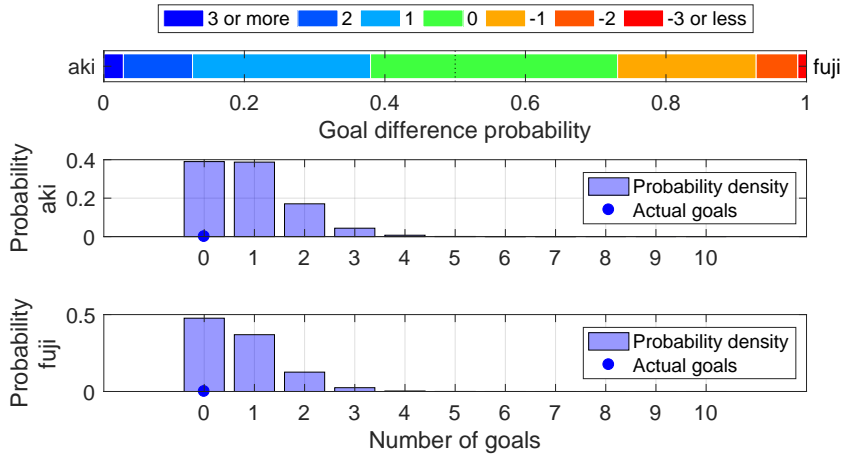 3 or more 2 1 0 -1 -2 -3 or less
aki fuji
0 0.2 0.4 0.6 0.8 1
Goal difference probability
Probability
aki
0.4
0.2
0
Probability density
Actual goals
0 1 2 3 4 5 6 7 8 9 10
Probability
fuji
0.5
0
Probability density
Actual goals
0 1 2 3 4 5 6 7 8 9 10
Number of goals